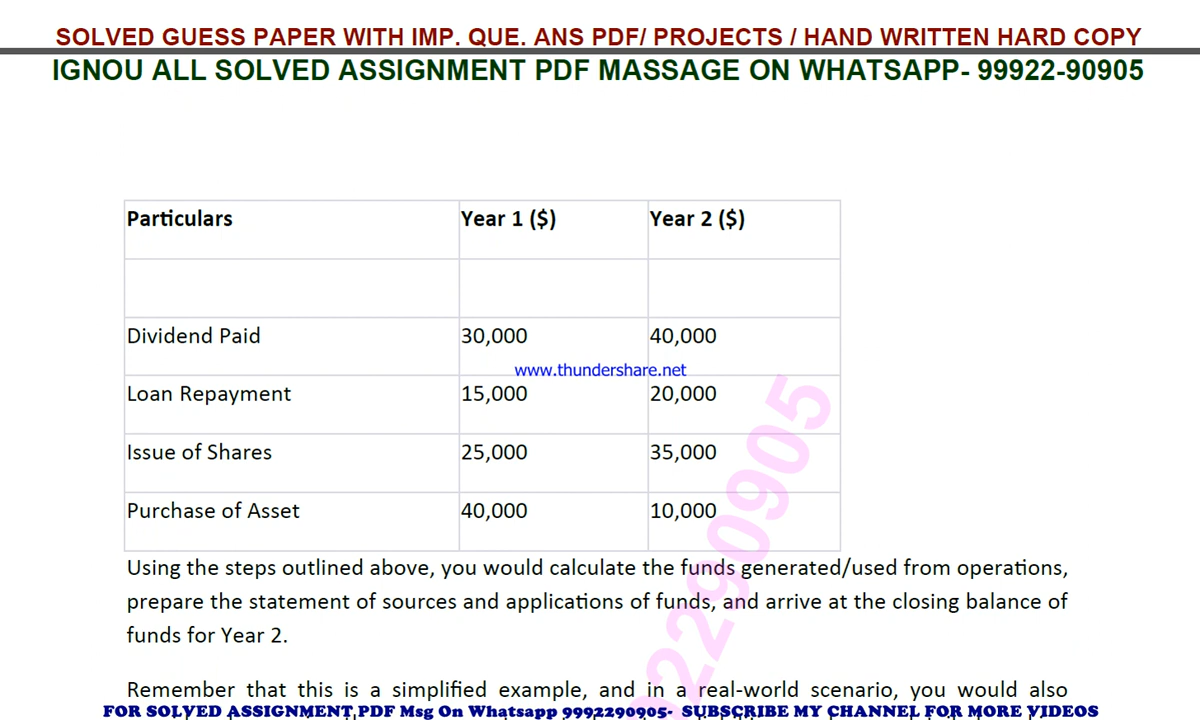 SOLVED GUESS PAPER WITH IMP. QUE. ANS PDF/ PROJECTS / HAND WRITTEN HARD COPY
IGNOU ALL SOLVED ASSIGNMENT PDF MASSAGE ON WHATSAPP- 99922-90905
Particulars Year 1 ($) Year 2 ($)
Dividend Paid 30,000 40,000
www.thundershare.net
Loan Repayment 15,000 20,000
Issue of Shares 25,000 35,000
Purchase of Asset 40,000 10,000
Using the steps outlined above, you would calculate the funds generated/used from operations,
prepare the statement of sources and applications of funds, and arrive at the closing balance of
funds for Year 2.
Remember that this is a simplified example, and in a real-world scenario, you would also
FOR SOLVED ASSIGNMENT PDF Msg On Whatsapp 9992290905- SUBSCRIBE MY CHANNEL FOR MORE VIDEOS